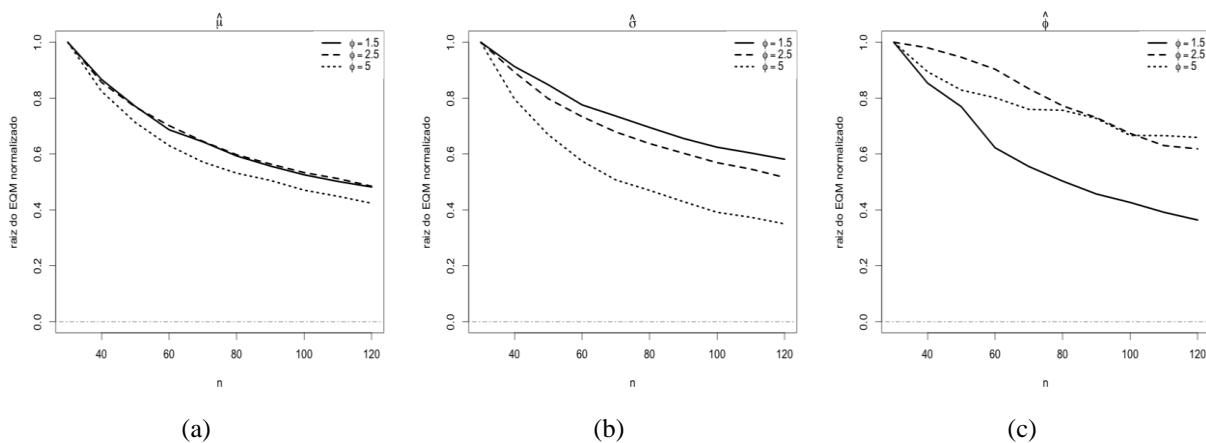 μ̂
raiz do EQM normalizado
1.0
0.8
0.6
0.4
0.2
0.0
ϕ = 1.5
ϕ = 2.5
ϕ = 5
40 60 80 100 120
n
(a)
σ̂
raiz do EQM normalizado
1.0
0.8
0.6
0.4
0.2
0.0
ϕ = 1.5
ϕ = 2.5
ϕ = 5
40 60 80 100 120
n
(b)
ϕ̂
raiz do EQM normalizado
1.0
0.8
0.6
0.4
0.2
0.0
ϕ = 1.5
ϕ = 2.5
ϕ = 5
40 60 80 100 120
n
(c)